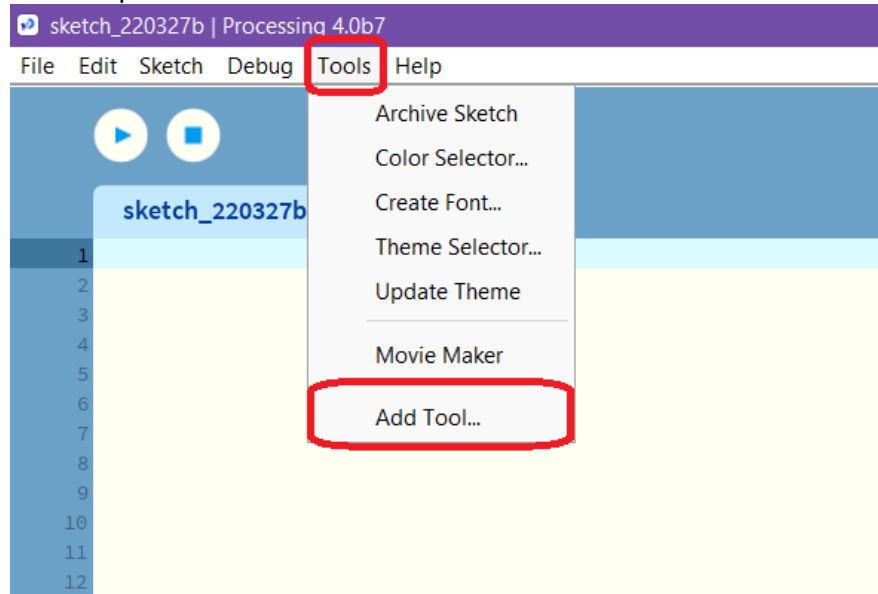 sketch_220327b | Processing 4.0b7
File Edit Sketch Debug Tools Help
Archive Sketch
Color Selector...
Create Font...
Theme Selector...
Update Theme
Movie Maker
Add Tool...
sketch_220327b
1
2
3
4
5
6
7
8
9
10
11
12